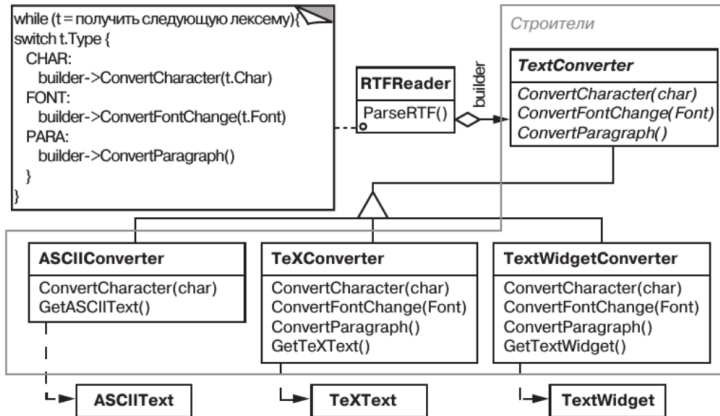 while (t = получить следующую лексему){
switch t.Type {
CHAR:
builder->ConvertCharacter(t.Char)
FONT:
builder->ConvertFontChange(t.Font)
PARA:
builder->ConvertParagraph()
}
}
RTFReader
ParseRTF()
builder
Строители
TextConverter
ConvertCharacter(char)
ConvertFontChange(Font)
ConvertParagraph()
ASCIIConverter
ConvertCharacter(char)
GetASCIIText()
TeXConverter
ConvertCharacter(char)
ConvertFontChange(Font)
ConvertParagraph()
GetTeXText()
TextWidgetConverter
ConvertCharacter(char)
ConvertFontChange(Font)
ConvertParagraph()
GetTextWidget()
ASCIIText
TeXText
TextWidget